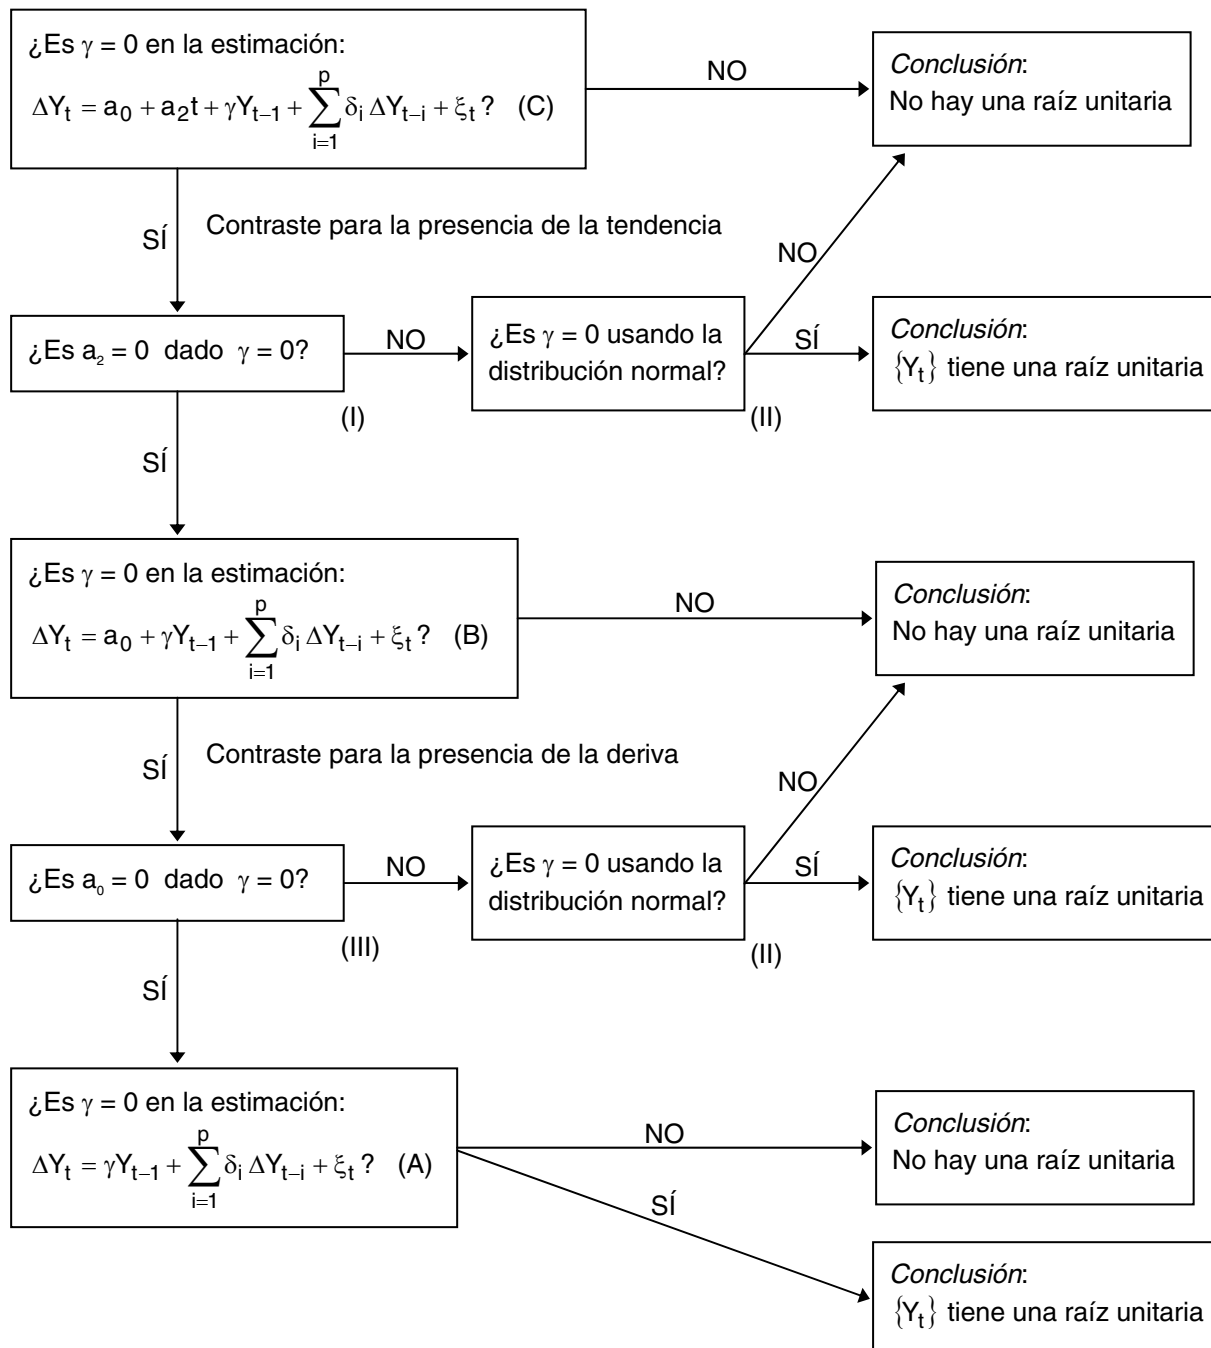 ¿Es γ = 0 en la estimación:
ΔY_t = a_0 + a_2t + γY_{t−1} + ∑_{i=1}^{p} δ_i ΔY_{t−i} + ξ_t ? (C)
NO
Conclusión:
No hay una raíz unitaria
SÍ
Contraste para la presencia de la tendencia
NO
¿Es a_2 = 0 dado γ = 0?
NO
(I)
¿Es γ = 0 usando la
distribución normal?
SÍ
(II)
Conclusión:
{Y_t} tiene una raíz unitaria
SÍ
¿Es γ = 0 en la estimación:
ΔY_t = a_0 + γY_{t−1} + ∑_{i=1}^{p} δ_i ΔY_{t−i} + ξ_t ? (B)
NO
Conclusión:
No hay una raíz unitaria
SÍ
Contraste para la presencia de la deriva
NO
¿Es a_0 = 0 dado γ = 0?
NO
(III)
¿Es γ = 0 usando la
distribución normal?
SÍ
(II)
Conclusión:
{Y_t} tiene una raíz unitaria
SÍ
¿Es γ = 0 en la estimación:
ΔY_t = γY_{t−1} + ∑_{i=1}^{p} δ_i ΔY_{t−i} + ξ_t ? (A)
NO
Conclusión:
No hay una raíz unitaria
SÍ
Conclusión:
{Y_t} tiene una raíz unitaria